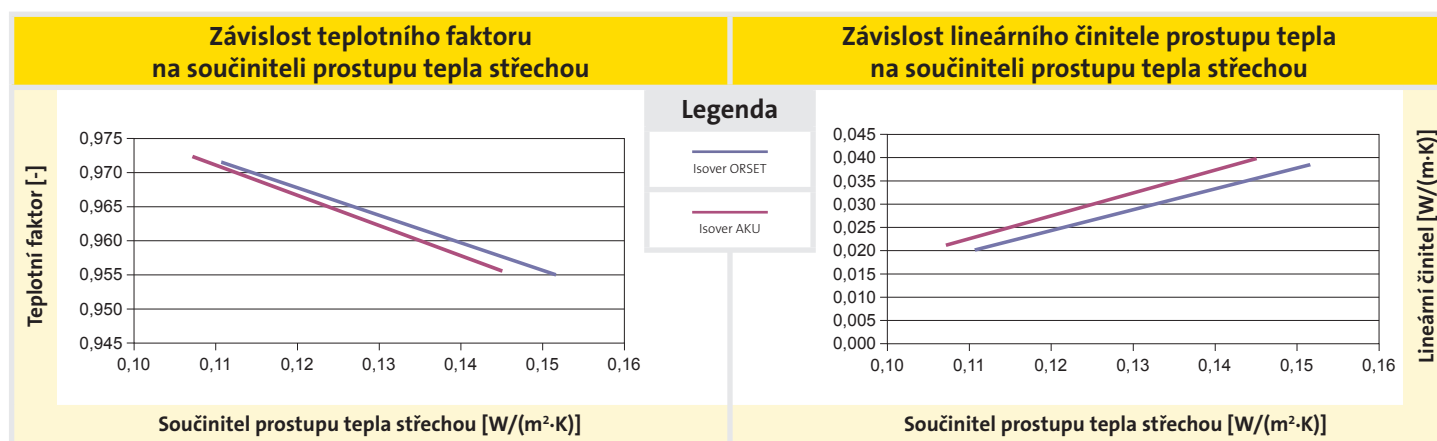 Závislost teplotního faktoru
na součiniteli prostupu tepla střechou
Teplotní faktor [-]
0,975
0,970
0,965
0,960
0,955
0,950
0,945
0,10 0,11 0,12 0,13 0,14 0,15 0,16
Součinitel prostupu tepla střechou [W/(m²·K)]
Legenda
Isover ORSET
Isover AKU
Závislost lineárního činitele prostupu tepla
na součiniteli prostupu tepla střechou
0,045
0,040
0,035
0,030
0,025
0,020
0,015
0,010
0,005
0,000
0,10 0,11 0,12 0,13 0,14 0,15 0,16
Lineární činitel [W/(m·K)]
Součinitel prostupu tepla střechou [W/(m²·K)]